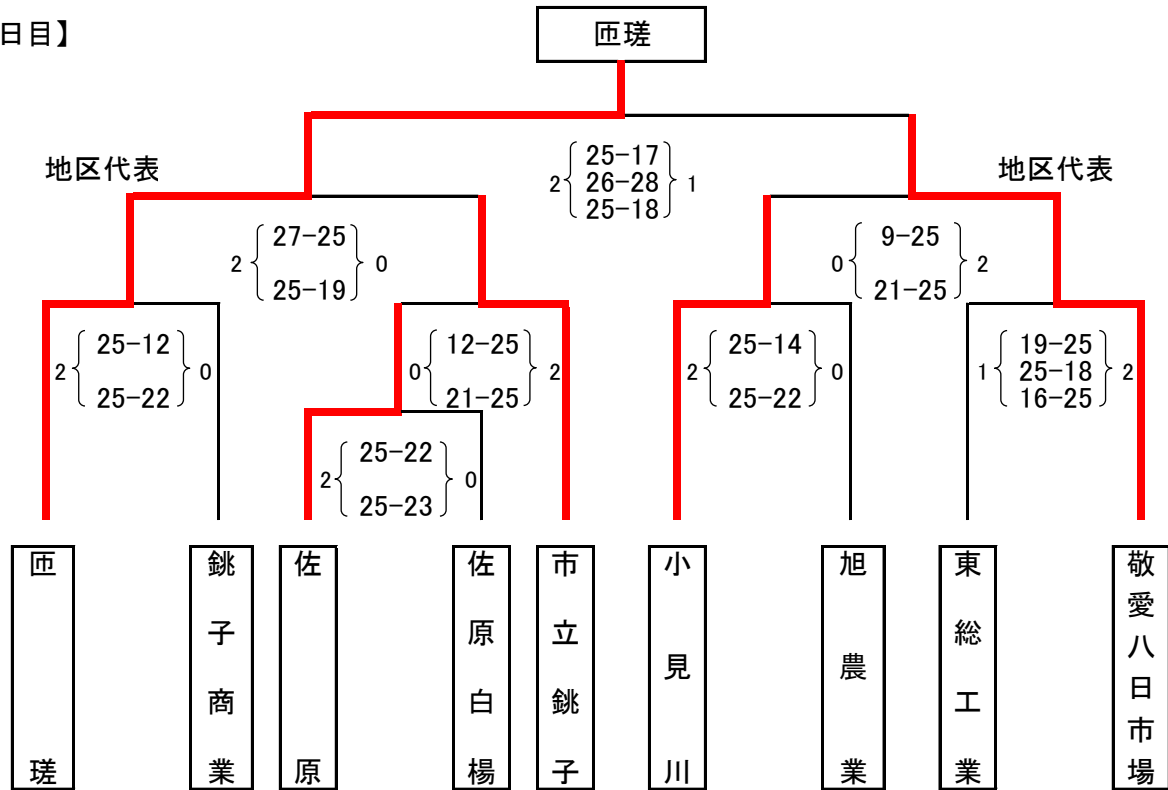 日目】
匝瑳
地区代表
地区代表
2 25-17 1
26-28
25-18
2 27-25 0
25-19
0 9-25 2
21-25
2 25-12 0
25-22
0 12-25 2
21-25
2 25-14 0
25-22
1 19-25 2
25-18
16-25
2 25-22 0
25-23
匝瑳
銚子商業
佐原
佐原白楊
市立銚子
小見川
旭農業
東総工業
敬愛八日市場